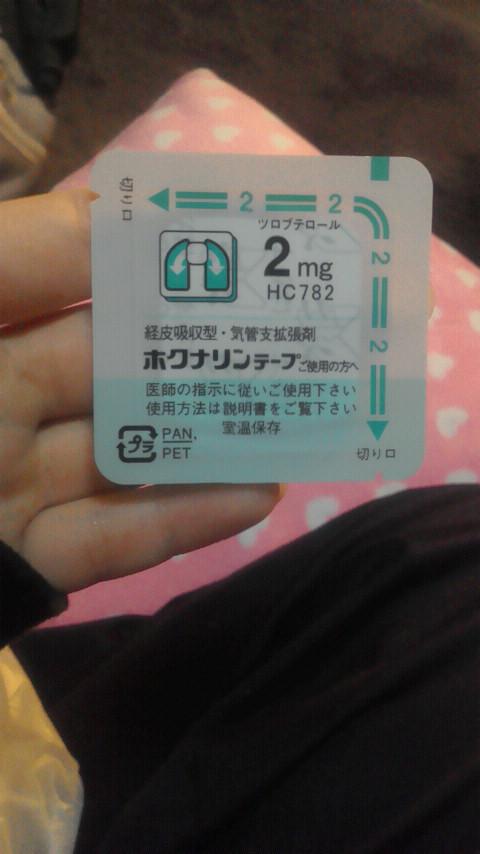 切り口
2 2
ツロブテロール
2mg
HC782
2
2
経皮吸収型・気管支拡張剤
ホクナリンテープご使用の方へ
医師の指示に従いご使用下さい
使用方法は説明書をご覧下さい
室温保存
プラ
PAN,
PET
切り口